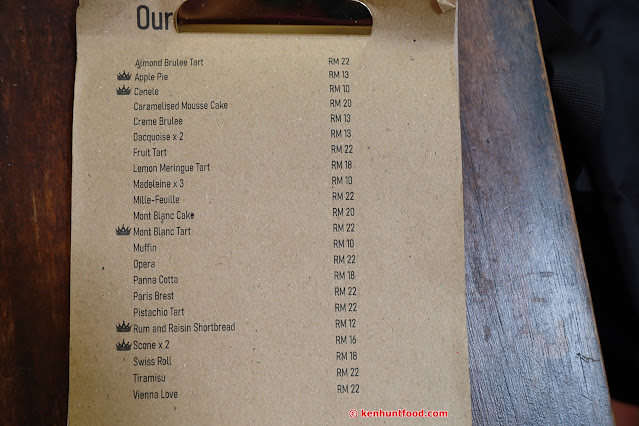 Our
Almond Brulee Tart RM 22
Apple Pie RM 13
Canele RM 10
Caramelised Mousse Cake RM 20
Creme Brulee RM 13
Dacquoise x 2 RM 13
Fruit Tart RM 22
Lemon Meringue Tart RM 18
Madeleine x 3 RM 10
Mille-Feuille RM 22
Mont Blanc Cake RM 20
Mont Blanc Tart RM 22
Muffin RM 10
Opera RM 22
Panna Cotta RM 18
Paris Brest RM 22
Pistachio Tart RM 22
Rum and Raisin Shortbread RM 12
Scone x 2 RM 16
Swiss Roll RM 18
Tiramisu RM 22
Vienna Love RM 22
© kenhuntfood.com